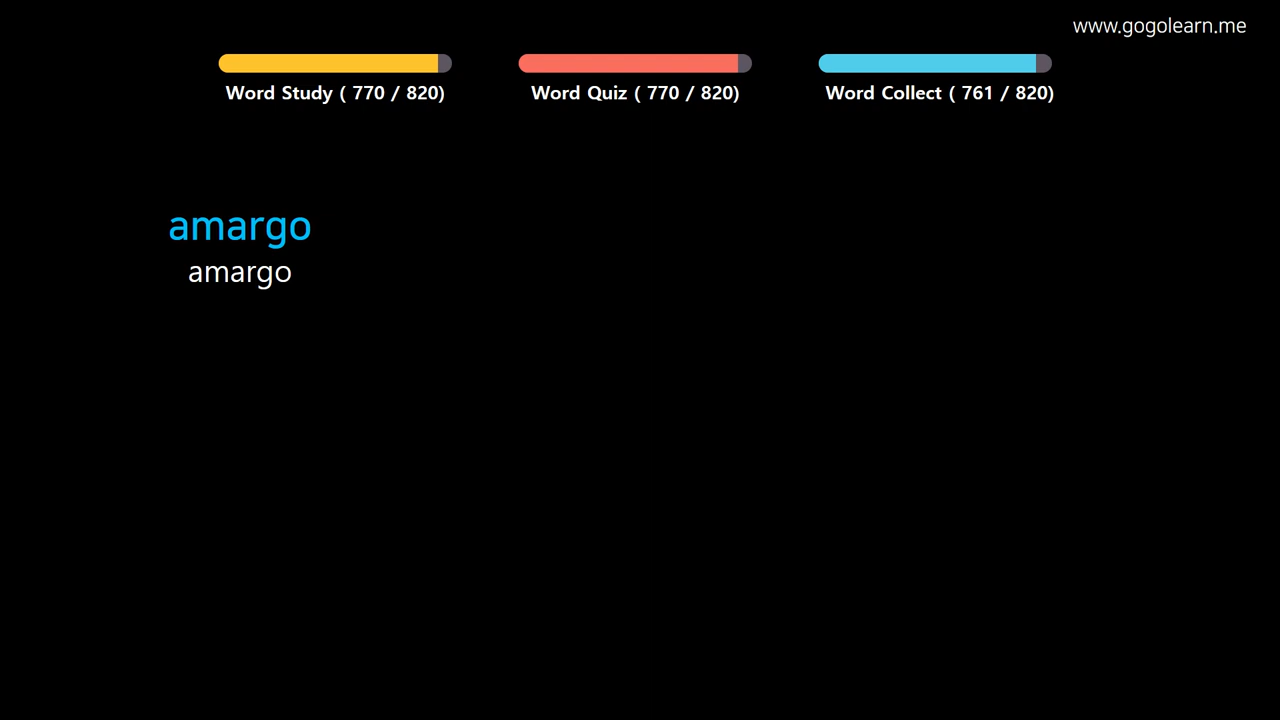 www.gogolearn.me
Word Study ( 770 / 820)
Word Quiz ( 770 / 820)
Word Collect ( 761 / 820)
amargo
amargo